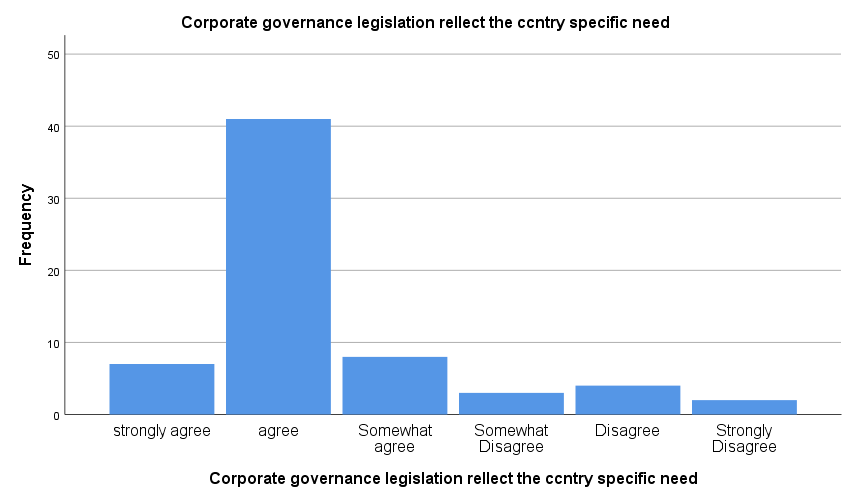 Corporate governance legislation rellect the ccntry specific need
Frequency
50
40
30
20
10
0
strongly agree
agree
Somewhat
agree
Somewhat
Disagree
Disagree
Strongly
Disagree
Corporate governance legislation rellect the ccntry specific need